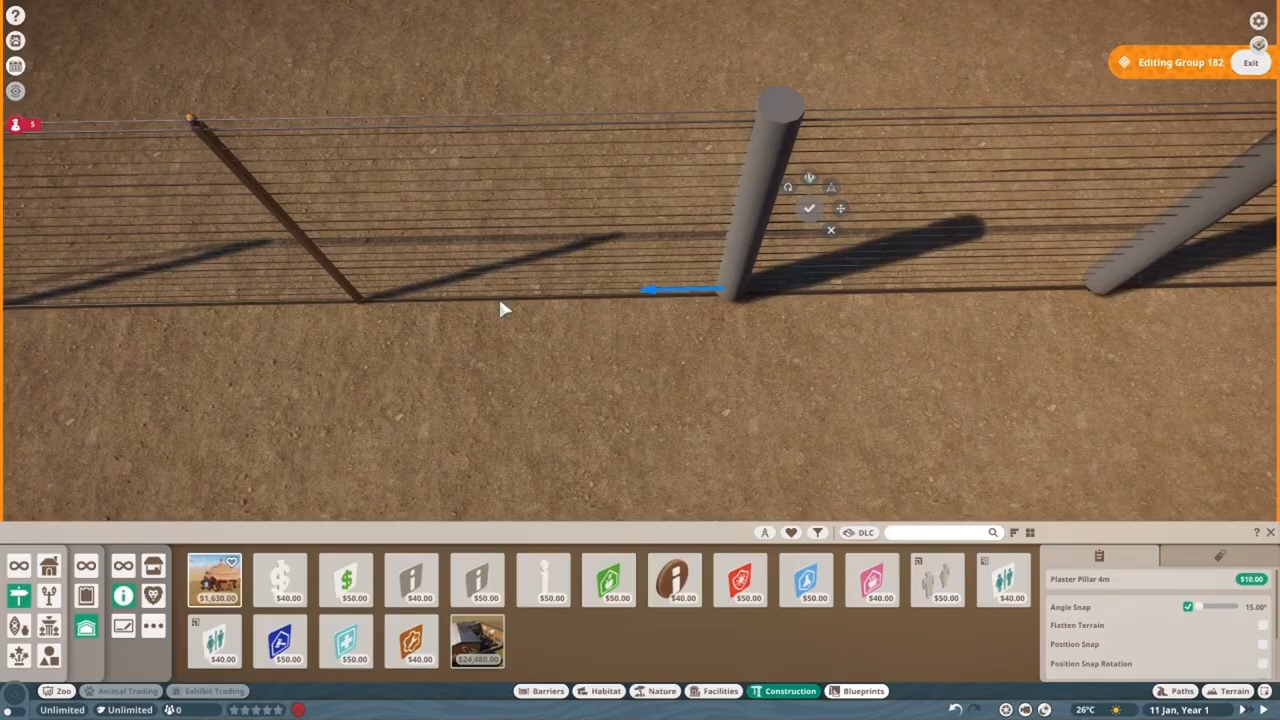 Editing Group 182
Exit
5
DLC
$1,630.00
$40.00
$50.00
$40.00
$50.00
$50.00
$50.00
$40.00
$50.00
$50.00
$40.00
$50.00
$40.00
$40.00
$50.00
$50.00
$40.00
$24,480.00
Plaster Pillar 4m
$10.00
Angle Snap
15.00°
Flatten Terrain
Position Snap
Position Snap Rotation
Zoo
Animal Trading
Exhibit Trading
Barriers
Habitat
Nature
Facilities
Construction
Blueprints
Paths
Terrain
Unlimited
Unlimited
0
26°C
11 Jan, Year 1